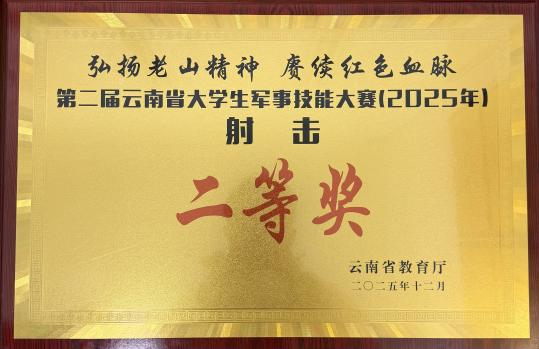 弘扬老山精神 赓续红色血脉
第二届云南省大学生军事技能大赛(2025年)
射 击
二等奖
云南省教育厅
二〇二五年十二月